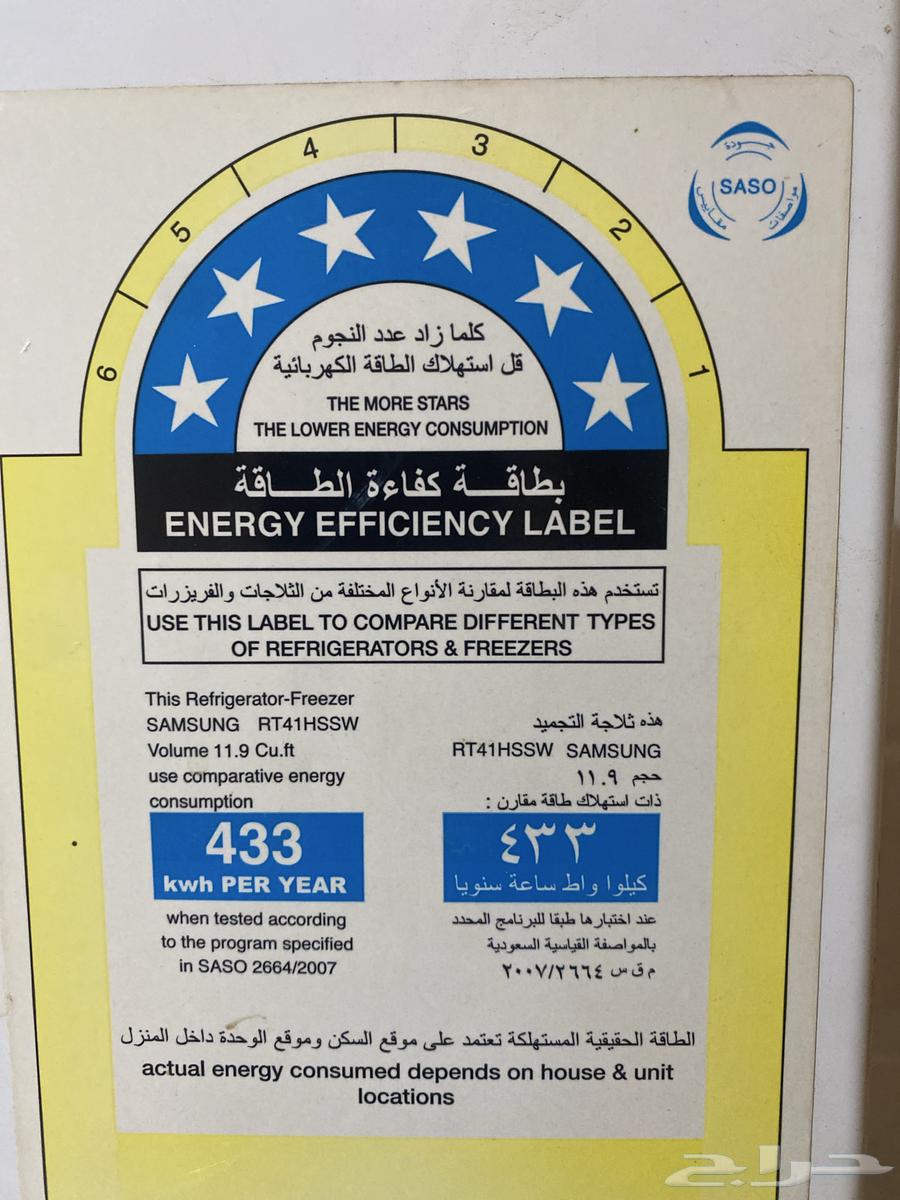 4
3
5
2
6
1
جودة
SASO
مقاييس
مواصفات
كلما زاد عدد النجوم
قل استهلاك الطاقة الكهربائية
THE MORE STARS
THE LOWER ENERGY CONSUMPTION
بطاقة كفاءة الطاقة
ENERGY EFFICIENCY LABEL
تستخدم هذه البطاقة لمقارنة الأنواع المختلفة من الثلاجات والفريزرات
USE THIS LABEL TO COMPARE DIFFERENT TYPES
OF REFRIGERATORS & FREEZERS
This Refrigerator-Freezer
SAMSUNG RT41HSSW
Volume 11.9 Cu.ft
use comparative energy
consumption
433
kwh PER YEAR
when tested according
to the program specified
in SASO 2664/2007
هذه ثلاجة التجميد
RT41HSSW SAMSUNG
حجم ١١.٩
ذات استهلاك طاقة مقارن :
٤٣٣
كيلوا واط ساعة سنويا
عند اختبارها طبقا للبرنامج المحدد
بالمواصفة القياسية السعودية
م ق س ٢٠٠٧/٢٦٦٤
الطاقة الحقيقية المستهلكة تعتمد على موقع السكن وموقع الوحدة داخل المنزل
actual energy consumed depends on house & unit
locations
حراج